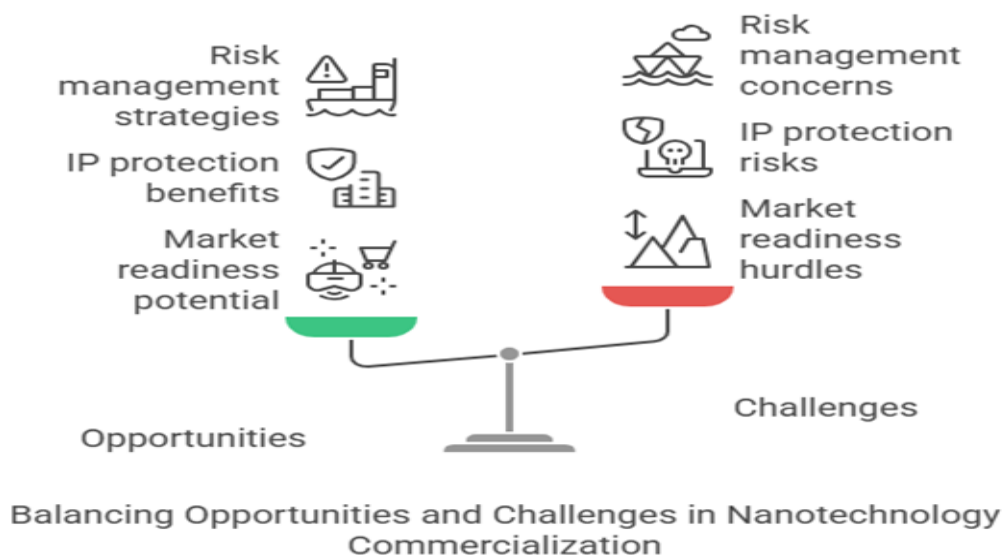 Risk
management
strategies
IP protection
benefits
Market
readiness
potential
Risk
management
concerns
IP protection
risks
Market
readiness
hurdles
Opportunities
Challenges
Balancing Opportunities and Challenges in Nanotechnology
Commercialization